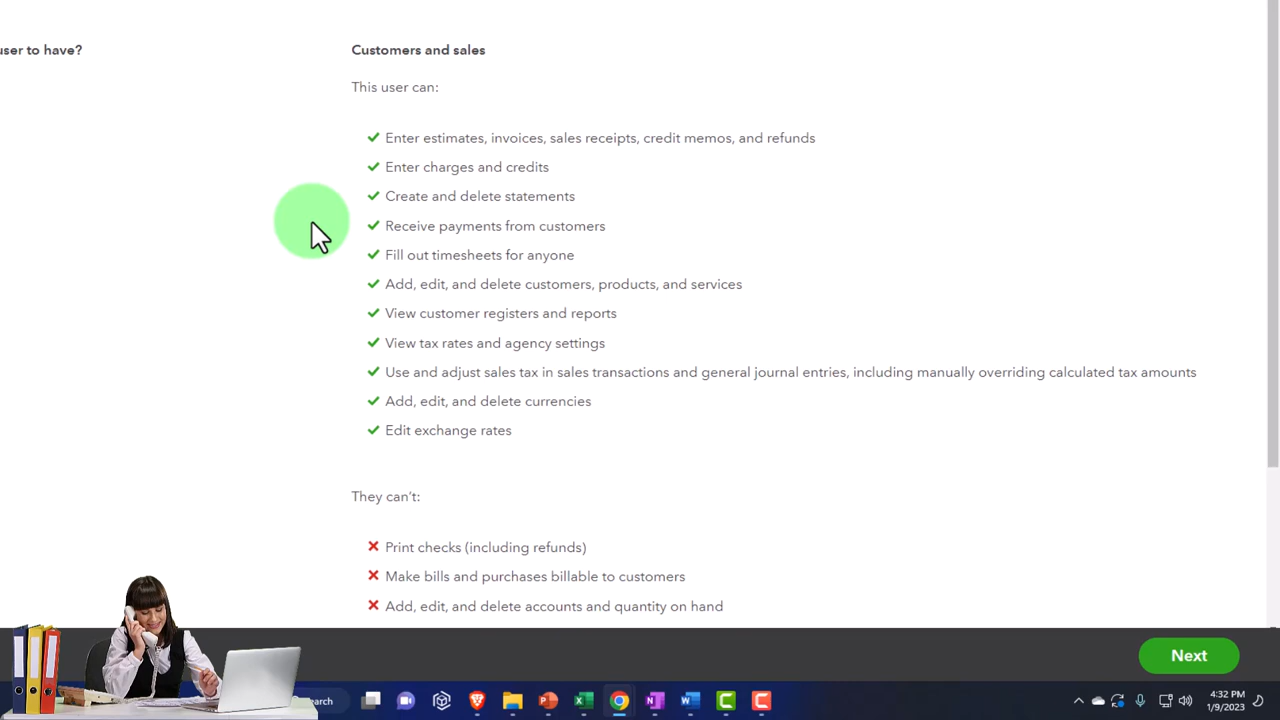 user to have?
Customers and sales
This user can:
Enter estimates, invoices, sales receipts, credit memos, and refunds
Enter charges and credits
Create and delete statements
Receive payments from customers
Fill out timesheets for anyone
Add, edit, and delete customers, products, and services
View customer registers and reports
View tax rates and agency settings
Use and adjust sales tax in sales transactions and general journal entries, including manually overriding calculated tax amounts
Add, edit, and delete currencies
Edit exchange rates
They can't:
Print checks (including refunds)
Make bills and purchases billable to customers
Add, edit, and delete accounts and quantity on hand
Next
earch
4:32 PM
1/9/2023